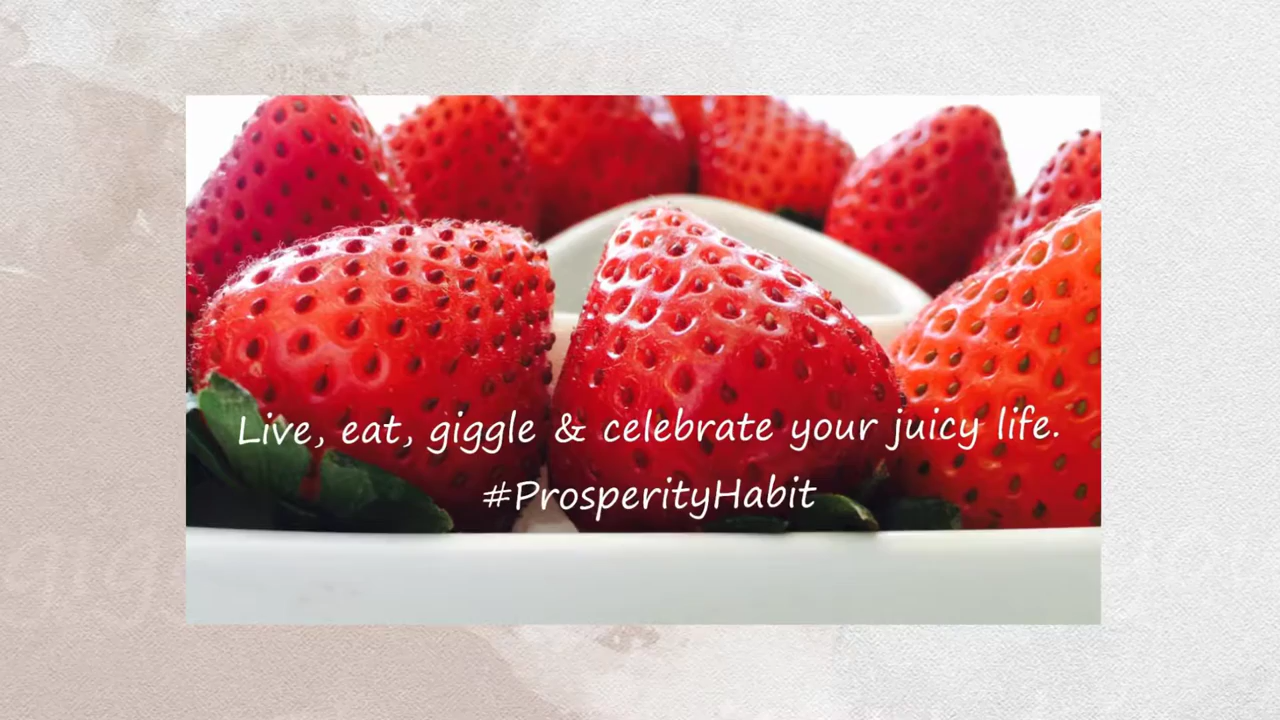 Live, eat, giggle & celebrate your juicy life.
#ProsperityHabit